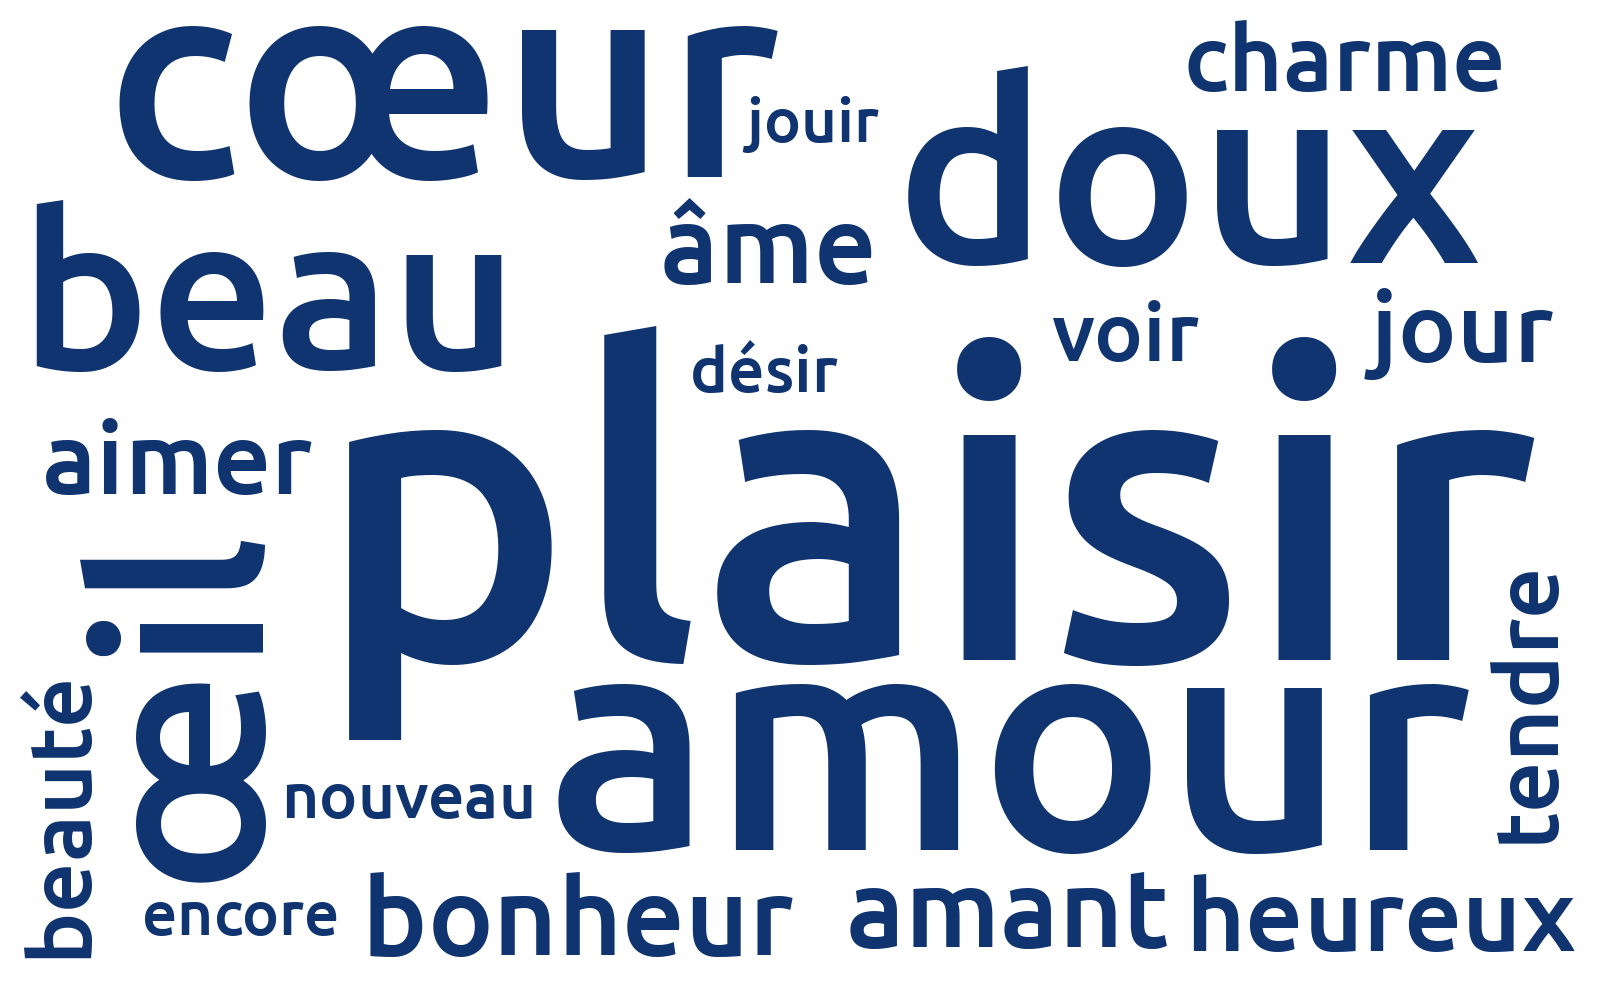 cœur
charme
jouir
doux
beau
âme
voir
jour
désir
aimer
plaisir
œil
tendre
beauté
amour
nouveau
encore
bonheur
amant
heureux